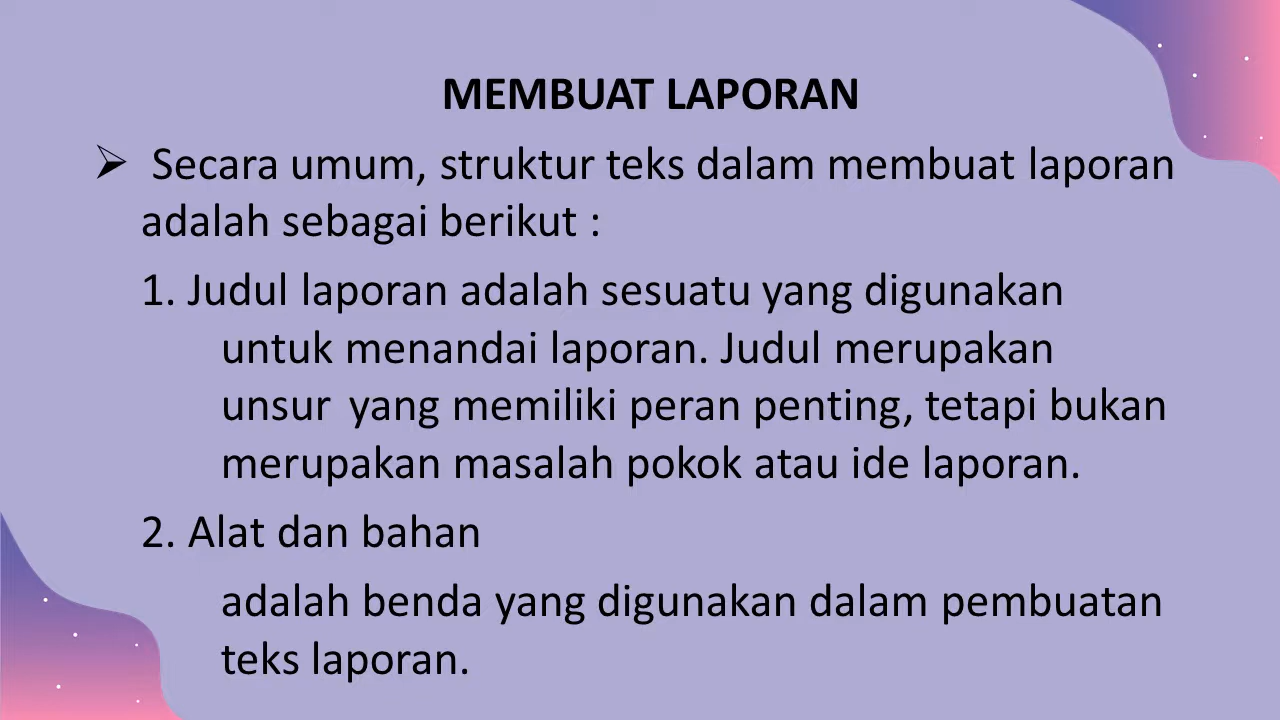 MEMBUAT LAPORAN
➢ Secara umum, struktur teks dalam membuat laporan
adalah sebagai berikut :
1. Judul laporan adalah sesuatu yang digunakan
untuk menandai laporan. Judul merupakan
unsur yang memiliki peran penting, tetapi bukan
merupakan masalah pokok atau ide laporan.
2. Alat dan bahan
adalah benda yang digunakan dalam pembuatan
teks laporan.